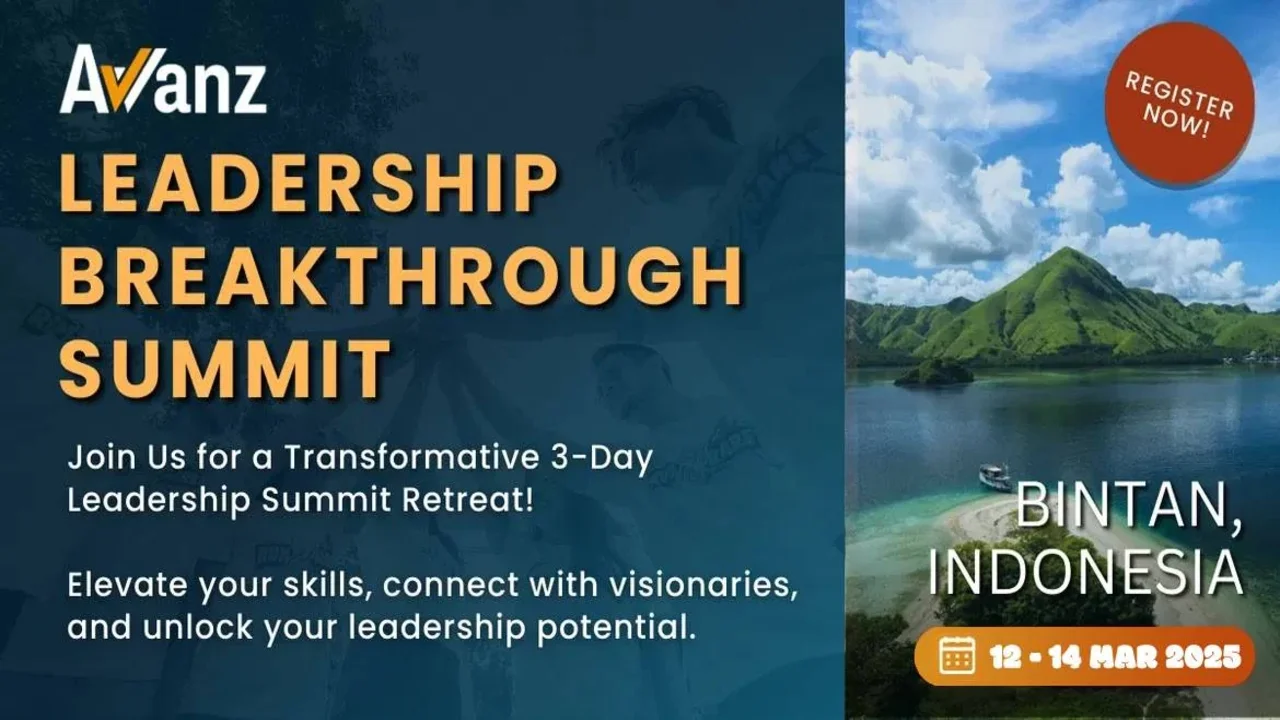 Avanz
LEADERSHIP
BREAKTHROUGH
SUMMIT
Join Us for a Transformative 3-Day
Leadership Summit Retreat!
Elevate your skills, connect with visionaries,
and unlock your leadership potential.
REGISTER
NOW!
BINTAN,
INDONESIA
12 - 14 MAR 2025